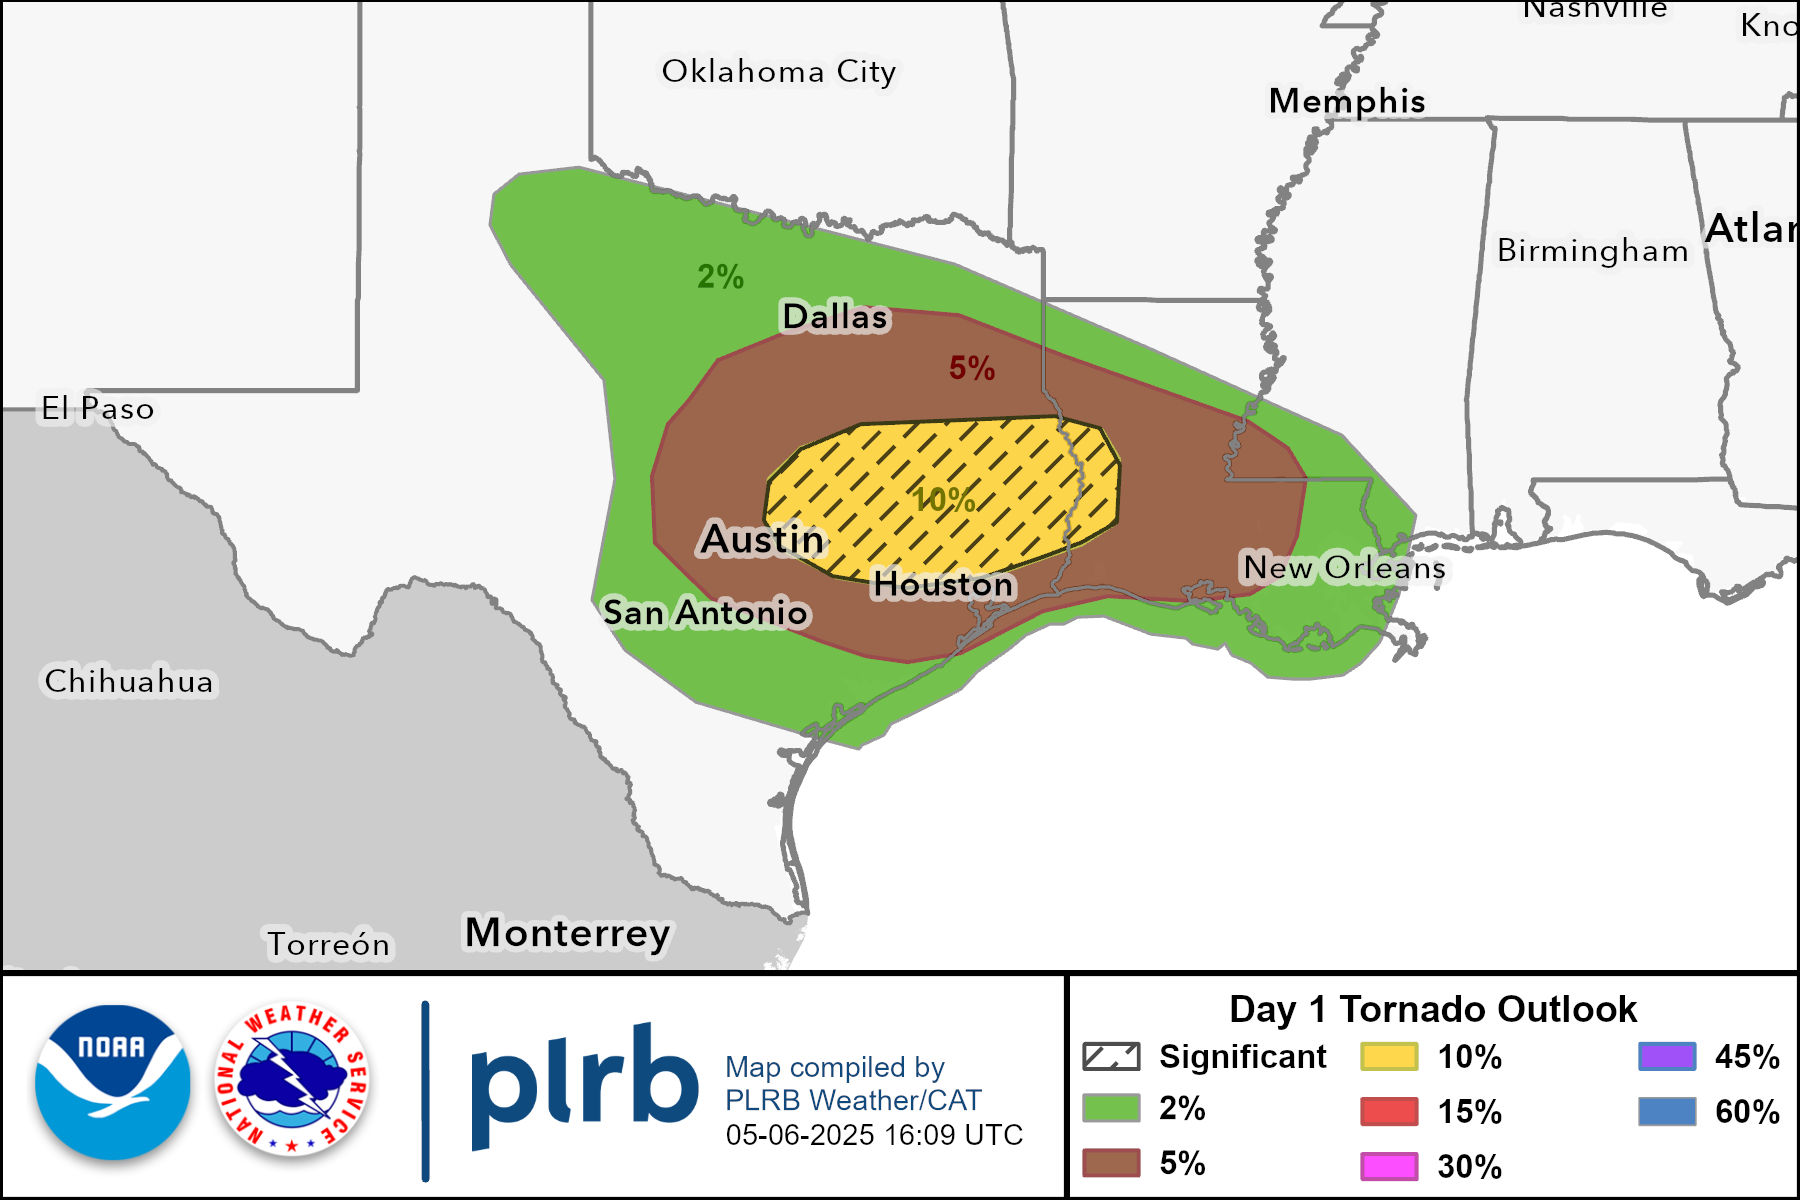 Nashville
Kno
Oklahoma City
Memphis
Atlan
Birmingham
2%
Dallas
5%
El Paso
10%
Austin
New Orleans
Houston
San Antonio
Chihuahua
Monterrey
Torreón
NOAA
NATIONAL WEATHER SERVICE
plrb
Map compiled by
PLRB Weather/CAT
05-06-2025 16:09 UTC
Day 1 Tornado Outlook
Significant
2%
5%
10%
15%
30%
45%
60%